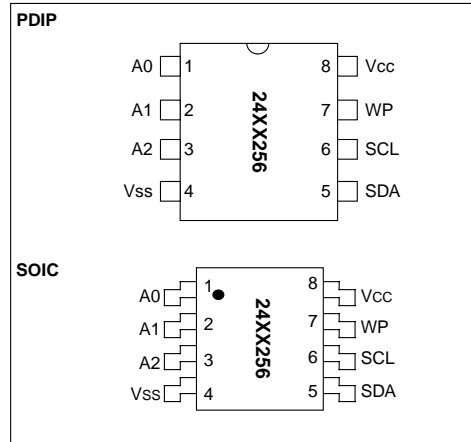 PDIP
A0 1 8 Vcc
A1 2 7 WP
A2 3 6 SCL
Vss 4 5 SDA
24XX256
SOIC
A0 1 8 VCC
A1 2 7 WP
A2 3 6 SCL
VSS 4 5 SDA
24XX256